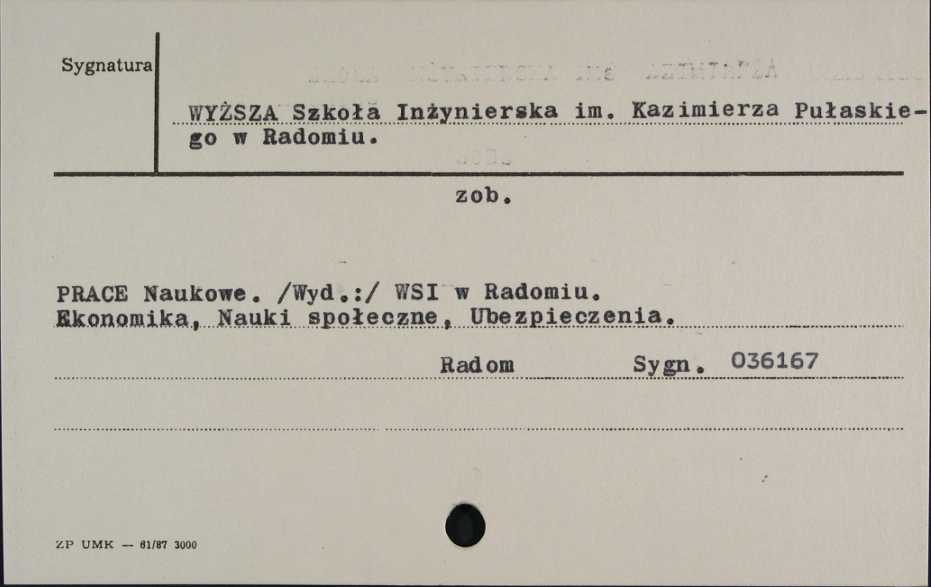 Sygnatura
WYŻSZA Szkoła Inżynierska im. Kazimierza Pułaskie-
go w Radomiu.
zob.
PRACE Naukowe. /Wyd.:/ WSI w Radomiu.
Ekonomika, Nauki społeczne, Ubezpieczenia.
Radom Sygn. 036167
ZP UMK — 61/87 3000